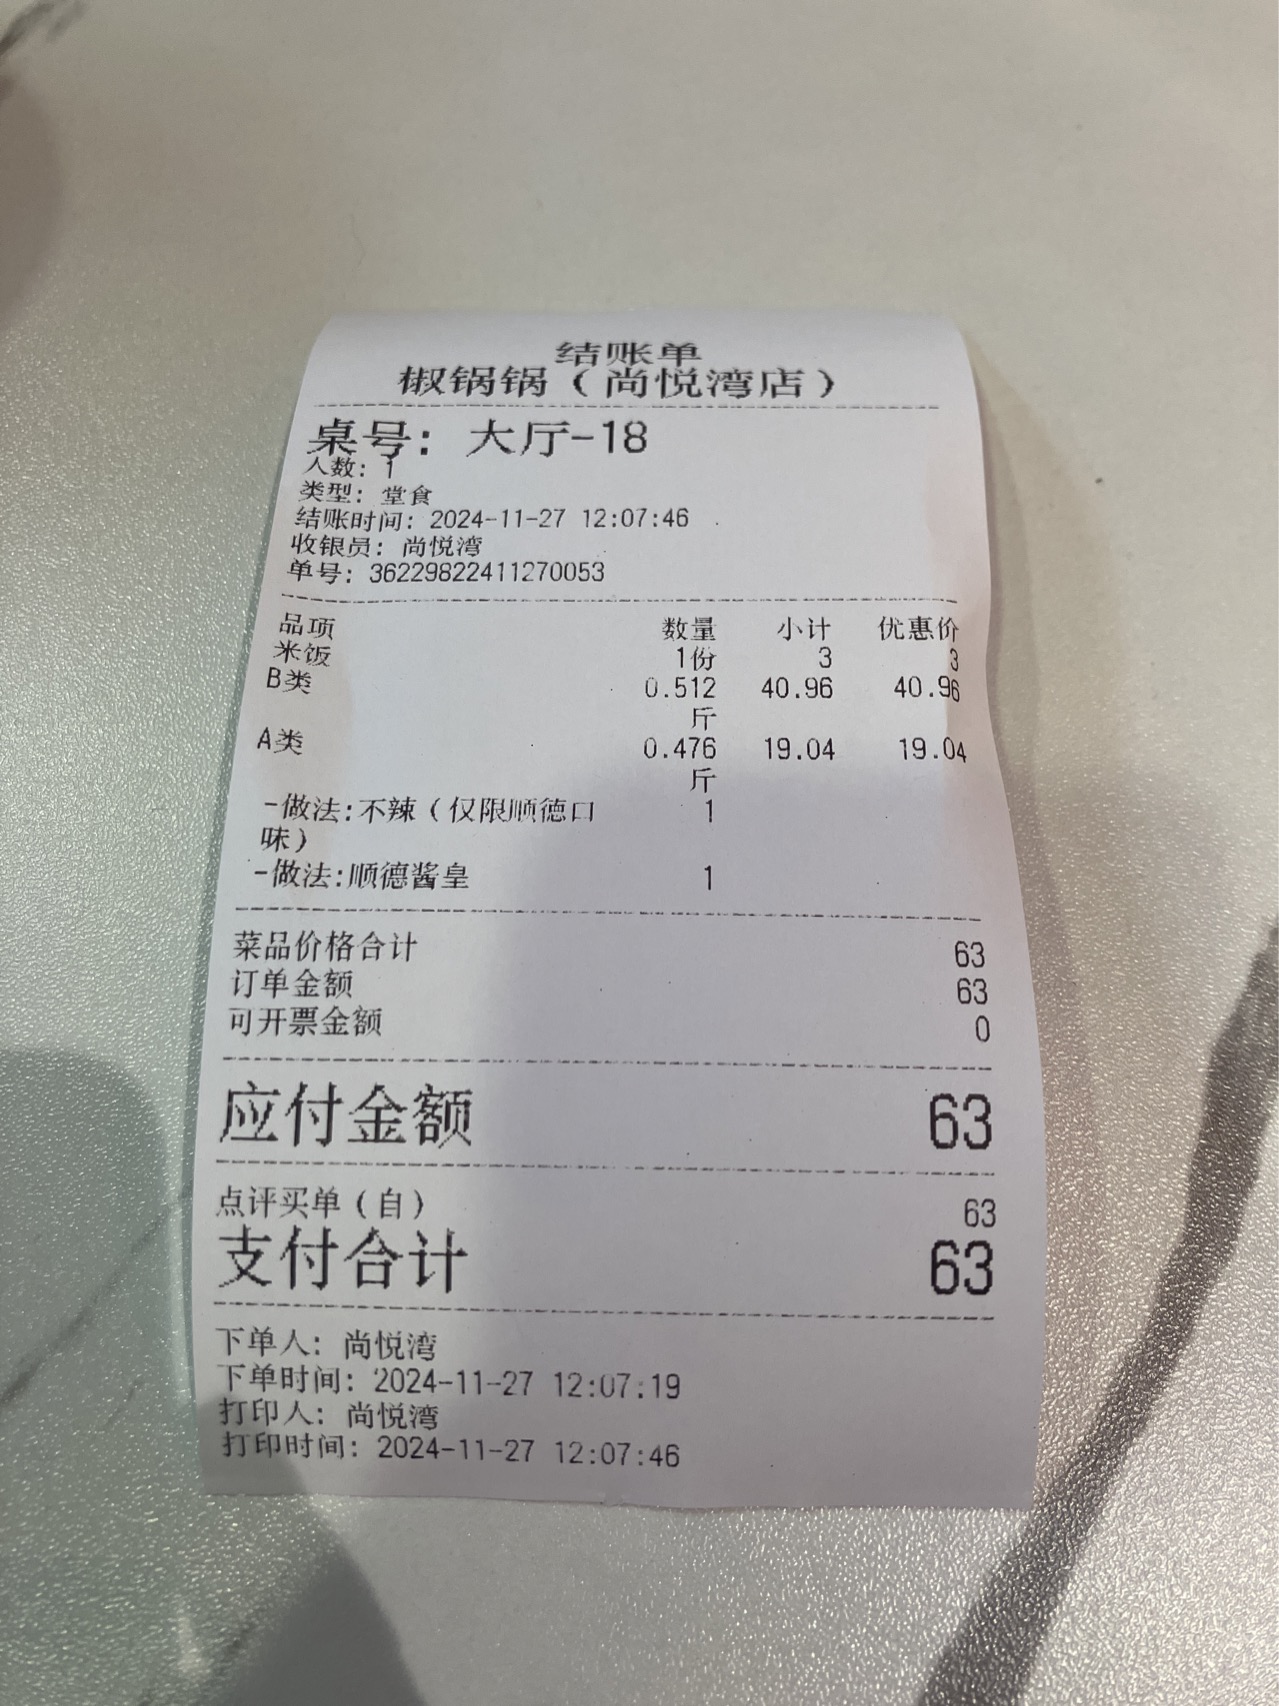 结账单
椒锅锅（尚悦湾店）
桌号：大厅-18
人数：1
类型：堂食
结账时间：2024-11-27 12:07:46
收银员：尚悦湾
单号：36229822411270053
品项 数量 小计 优惠价
米饭 1份 3 3
B类 0.512 40.96 40.96
斤
A类 0.476 19.04 19.04
斤
-做法:不辣（仅限顺德口 1
味）
-做法:顺德酱皇 1
菜品价格合计 63
订单金额 63
可开票金额 0
应付金额 63
点评买单（自） 63
支付合计 63
下单人：尚悦湾
下单时间：2024-11-27 12:07:19
打印人：尚悦湾
打印时间：2024-11-27 12:07:46